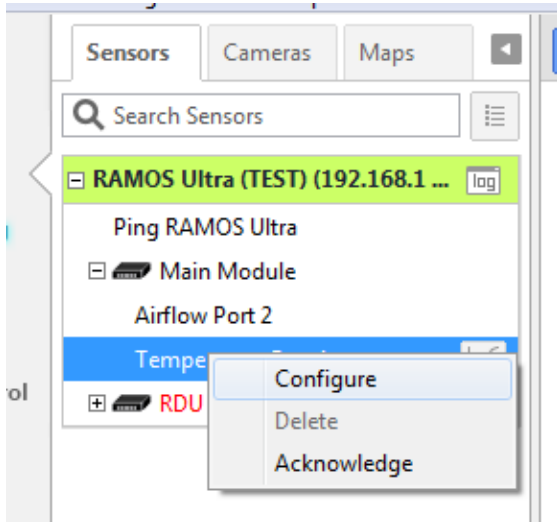 Sensors Cameras Maps
Search Sensors
RAMOS Ultra (TEST) (192.168.1 ... log
Ping RAMOS Ultra
Main Module
Airflow Port 2
Configure
RDU
Delete
Acknowledge